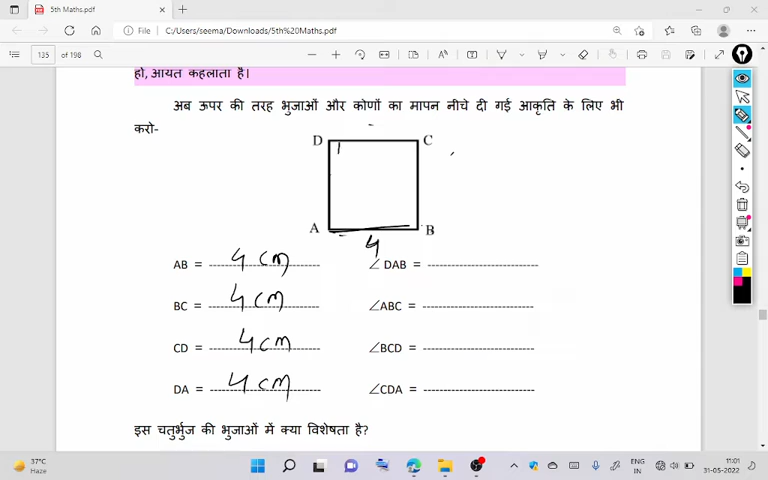 5th Maths.pdf
File | C:/Users/seema/Downloads/5th%20Maths.pdf
135 of 198
हो, आयत कहलाता है।
अब ऊपर की तरह भुजाओं और कोणों का मापन नीचे दी गई आकृति के लिए भी
करो-
D C
A B
4
AB = 4 cm ∠DAB =
BC = 4 cm ∠ABC =
CD = 4 cm ∠BCD =
DA = 4 cm ∠CDA =
इस चतुर्भुज की भुजाओं में क्या विशेषता है?
37°C
Haze
ENG
IN
11:01
31-05-2022